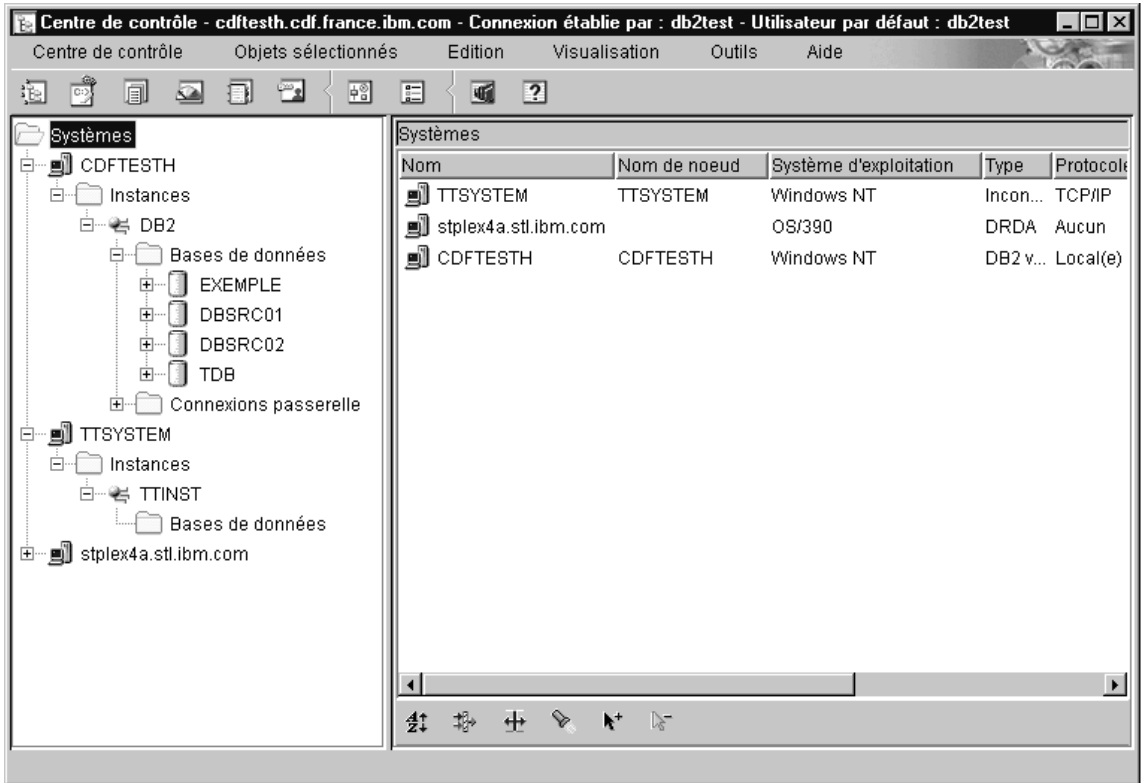 Centre de contrôle - cdftesth.cdf.france.ibm.com - Connexion établie par : db2test - Utilisateur par défaut : db2test
Centre de contrôle Objets sélectionnés Edition Visualisation Outils Aide
Systèmes
CDFTESTH
Instances
DB2
Bases de données
EXEMPLE
DBSRC01
DBSRC02
TDB
Connexions passerelle
TTSYSTEM
Instances
TTINST
Bases de données
stplex4a.stl.ibm.com
Systèmes
Nom Nom de noeud Système d'exploitation Type Protocole
TTSYSTEM TTSYSTEM Windows NT Incon... TCP/IP
stplex4a.stl.ibm.com OS/390 DRDA Aucun
CDFTESTH CDFTESTH Windows NT DB2 v... Local(e)